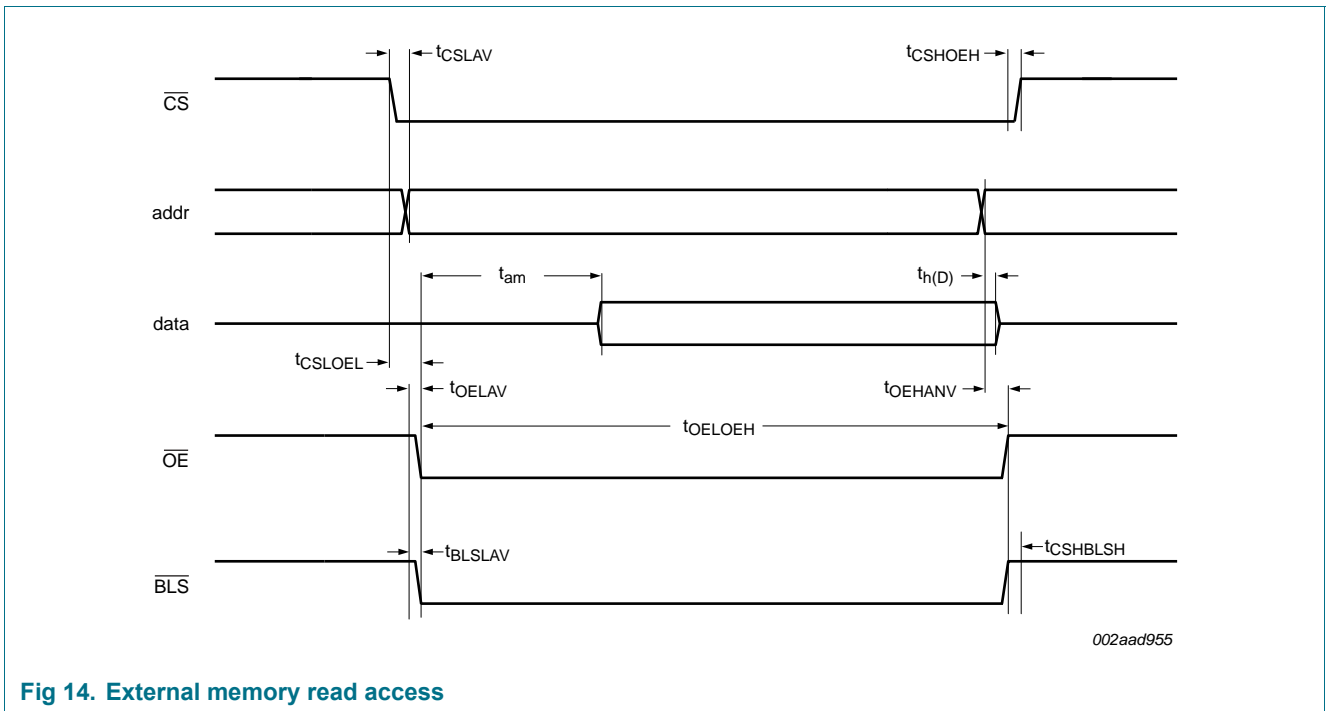 tCSLAV
tCSHOEH
CS
addr
tam
th(D)
data
tCSLOEL
tOELAV
tOEHANV
tOELOEH
OE
tBLSLAV
tCSHBLSH
BLS
002aad955
Fig 14. External memory read access